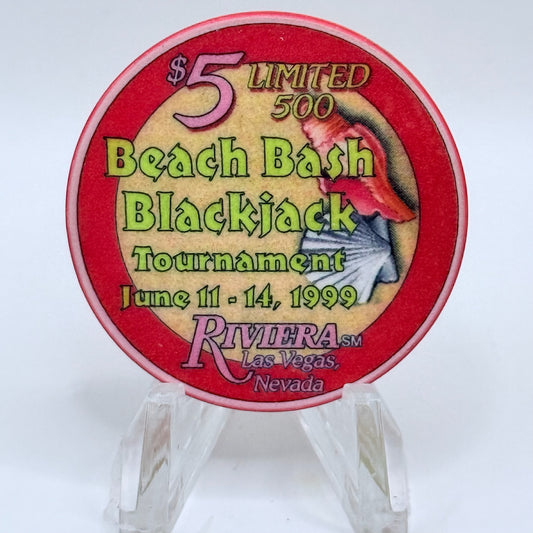 $5 LIMITED
500
Beach Bash
Blackjack
Tournament
June 11 - 14, 1999
RIVIERA SM
Las Vegas,
Nevada